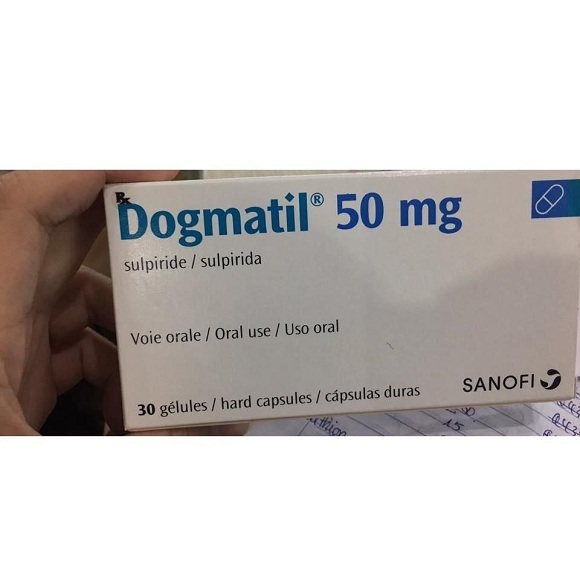 Rx
Dogmatil® 50 mg
sulpiride / sulpirida
Voie orale / Oral use / Uso oral
30 gélules / hard capsules / cápsulas duras
SANOFI
15